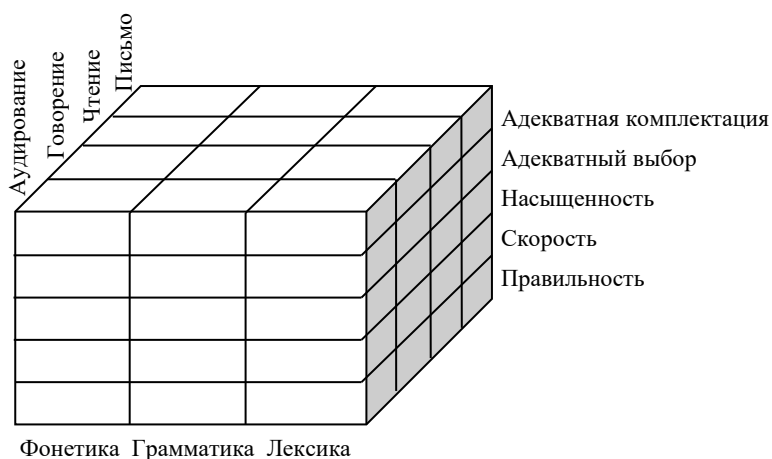 Аудирование
Говорение
Чтение
Письмо
Адекватная комплектация
Адекватный выбор
Насыщенность
Скорость
Правильность
Фонетика Грамматика Лексика